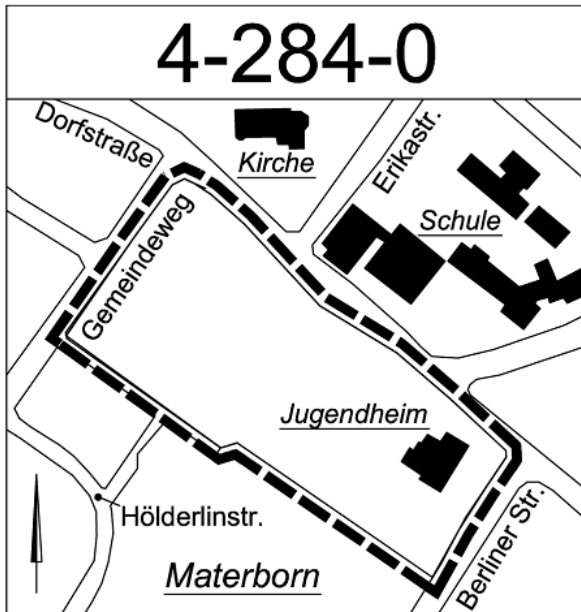 4-284-0
Dorfstraße
Kirche
Erikastr.
Schule
Gemeindeweg
Jugendheim
Hölderlinstr.
Berliner Str.
Materborn